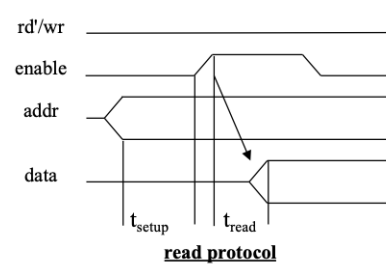 rd'/wr
enable
addr
data
tsetup tread
read protocol